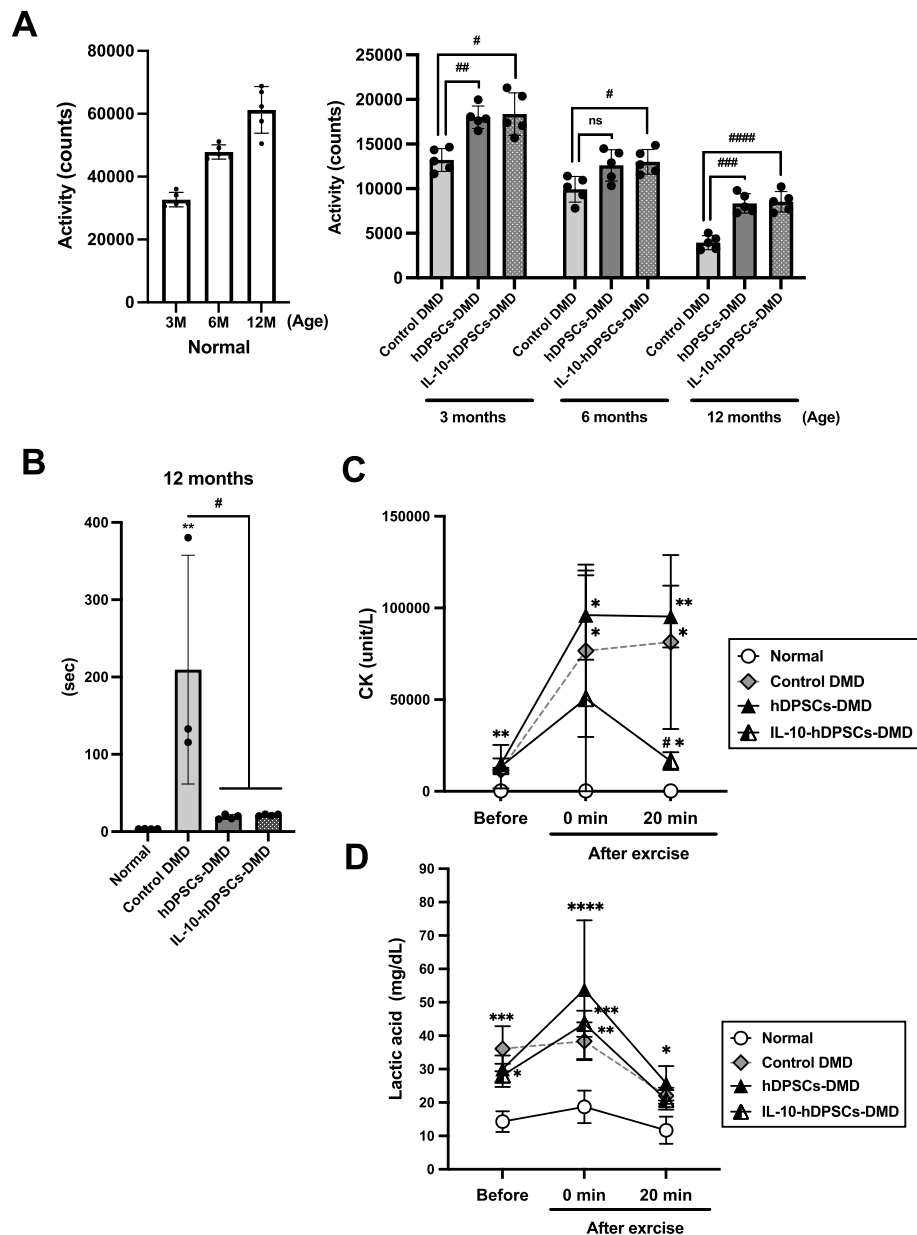 A
80000
60000
40000
20000
0
Activity (counts)
3M 6M 12M (Age)
Normal
25000
20000
15000
10000
5000
0
Activity (counts)
#
##
#
ns
####
###
Control DMD
hDPSCs-DMD
IL-10-hDPSCs-DMD
Control DMD
hDPSCs-DMD
IL-10-hDPSCs-DMD
Control DMD
hDPSCs-DMD
IL-10-hDPSCs-DMD
3 months 6 months 12 months (Age)
B
12 months
#
**
400
300
200
100
0
(sec)
Normal
Control DMD
hDPSCs-DMD
IL-10-hDPSCs-DMD
C
150000
100000
50000
0
CK (unit/L)
**
*
*
**
*
# *
Before 0 min 20 min
After exrcise
Normal
Control DMD
hDPSCs-DMD
IL-10-hDPSCs-DMD
D
90
80
70
60
50
40
30
20
10
0
Lactic acid (mg/dL)
***
*
****
***
**
*
Before 0 min 20 min
After exrcise
Normal
Control DMD
hDPSCs-DMD
IL-10-hDPSCs-DMD